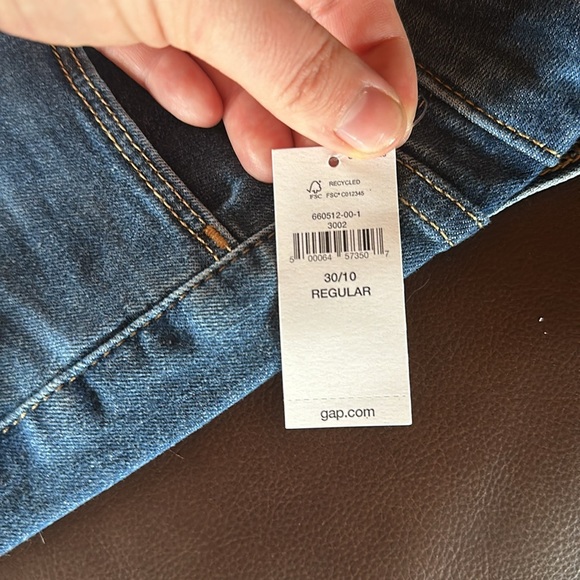 RECYCLED
FSC FSC® C012345
660512-00-1
3002
5 00064 57350 7
30/10
REGULAR
gap.com